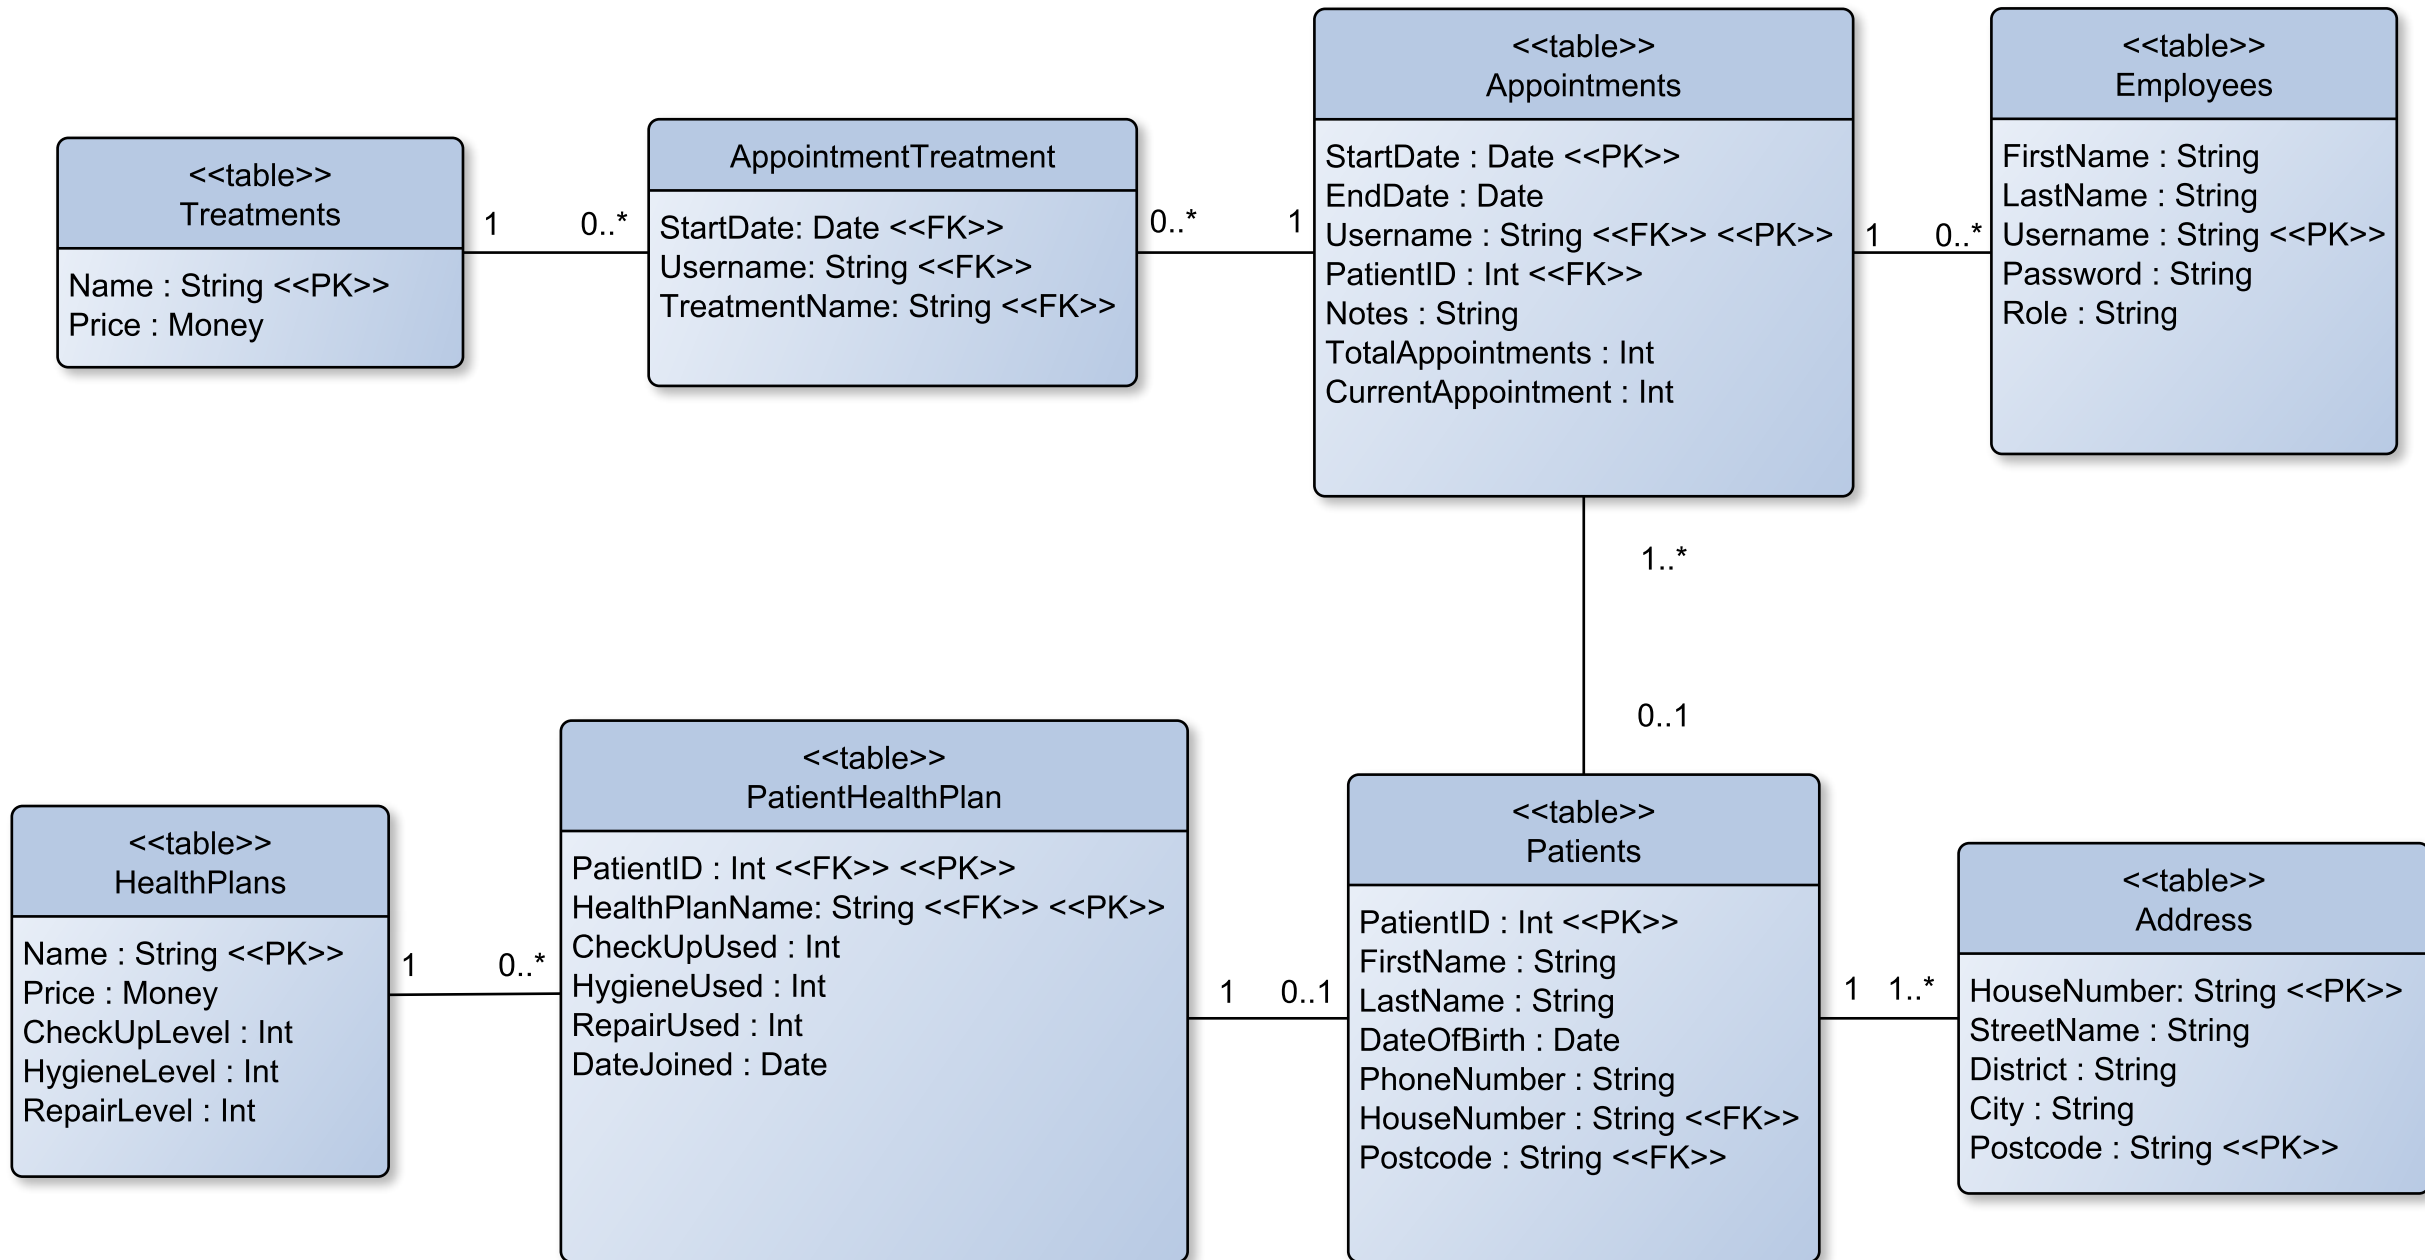 <<table>>
Treatments
Name : String <<PK>>
Price : Money
1
0..*
AppointmentTreatment
StartDate: Date <<FK>>
Username: String <<FK>>
TreatmentName: String <<FK>>
0..*
1
<<table>>
Appointments
StartDate : Date <<PK>>
EndDate : Date
Username : String <<FK>> <<PK>>
PatientID : Int <<FK>>
Notes : String
TotalAppointments : Int
CurrentAppointment : Int
1
0..*
<<table>>
Employees
FirstName : String
LastName : String
Username : String <<PK>>
Password : String
Role : String
1..*
0..1
<<table>>
HealthPlans
Name : String <<PK>>
Price : Money
CheckUpLevel : Int
HygieneLevel : Int
RepairLevel : Int
1
0..*
<<table>>
PatientHealthPlan
PatientID : Int <<FK>> <<PK>>
HealthPlanName: String <<FK>> <<PK>>
CheckUpUsed : Int
HygieneUsed : Int
RepairUsed : Int
DateJoined : Date
1
0..1
<<table>>
Patients
PatientID : Int <<PK>>
FirstName : String
LastName : String
DateOfBirth : Date
PhoneNumber : String
HouseNumber : String <<FK>>
Postcode : String <<FK>>
1
1..*
<<table>>
Address
HouseNumber: String <<PK>>
StreetName : String
District : String
City : String
Postcode : String <<PK>>